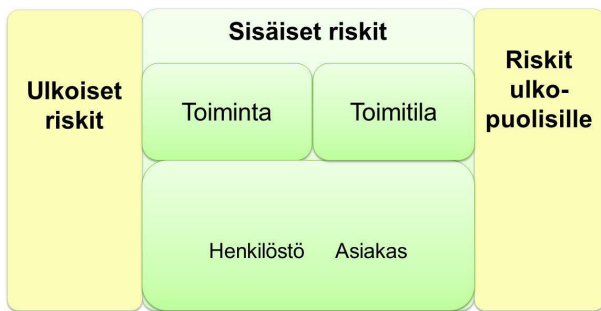 Sisäiset riskit
Ulkoiset
riskit
Toiminta
Toimitila
Riskit
ulko-
puolisille
Henkilöstö Asiakas